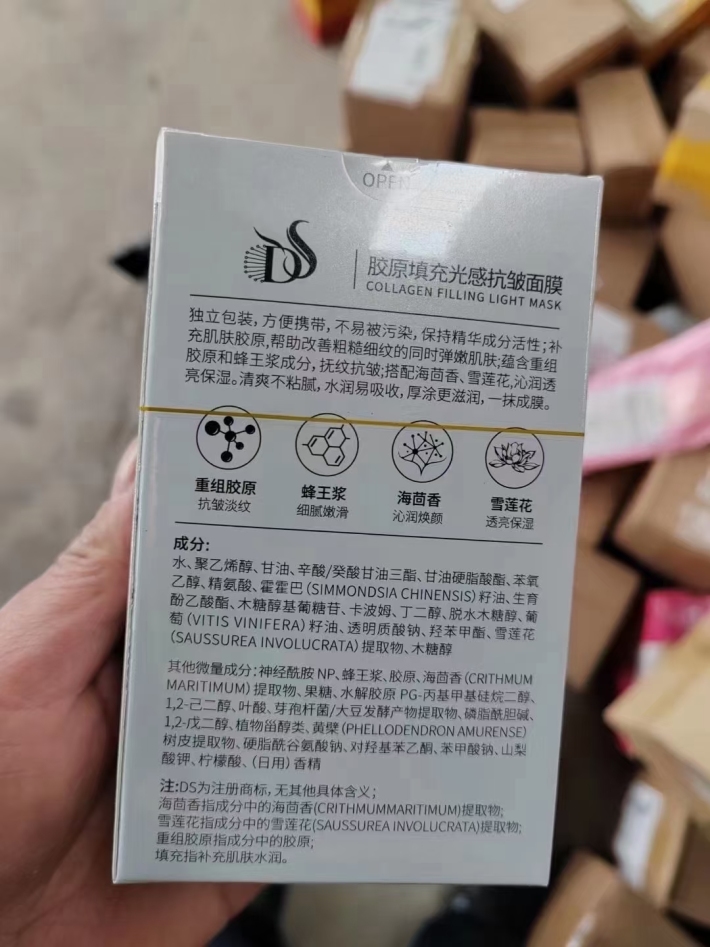 OPEN
DS
胶原填充光感抗皱面膜
COLLAGEN FILLING LIGHT MASK
独立包装,方便携带,不易被污染,保持精华成分活性;补
充肌肤胶原,帮助改善粗糙细纹的同时弹嫩肌肤;蕴含重组
胶原和蜂王浆成分,抚纹抗皱;搭配海茴香、雪莲花,沁润透
亮保湿。清爽不粘腻,水润易吸收,厚涂更滋润,一抹成膜。
重组胶原
抗皱淡纹
蜂王浆
细腻嫩滑
海茴香
沁润焕颜
雪莲花
透亮保湿
成分:
水、聚乙烯醇、甘油、辛酸/癸酸甘油三酯、甘油硬脂酸酯、苯氧
乙醇、精氨酸、霍霍巴(SIMMONDSIA CHINENSIS)籽油、生育
酚乙酸酯、木糖醇基葡糖苷、卡波姆、丁二醇、脱水木糖醇、葡
萄(VITIS VINIFERA)籽油、透明质酸钠、羟苯甲酯、雪莲花
(SAUSSUREA INVOLUCRATA)提取物、木糖醇
其他微量成分:神经酰胺 NP、蜂王浆、胶原、海茴香(CRITHMUM
MARITIMUM)提取物、果糖、水解胶原 PG-丙基甲基硅烷二醇、
1,2-己二醇、叶酸、芽孢杆菌/大豆发酵产物提取物、磷脂酰胆碱、
1,2-戊二醇、植物甾醇类、黄檗(PHELLODENDRON AMURENSE)
树皮提取物、硬脂酰谷氨酸钠、对羟基苯乙酮、苯甲酸钠、山梨
酸钾、柠檬酸、(日用)香精
注:DS为注册商标,无其他具体含义;
海茴香指成分中的海茴香(CRITHMUMMARITIMUM)提取物;
雪莲花指成分中的雪莲花(SAUSSUREA INVOLUCRATA)提取物;
重组胶原指成分中的胶原;
填充指补充肌肤水润。